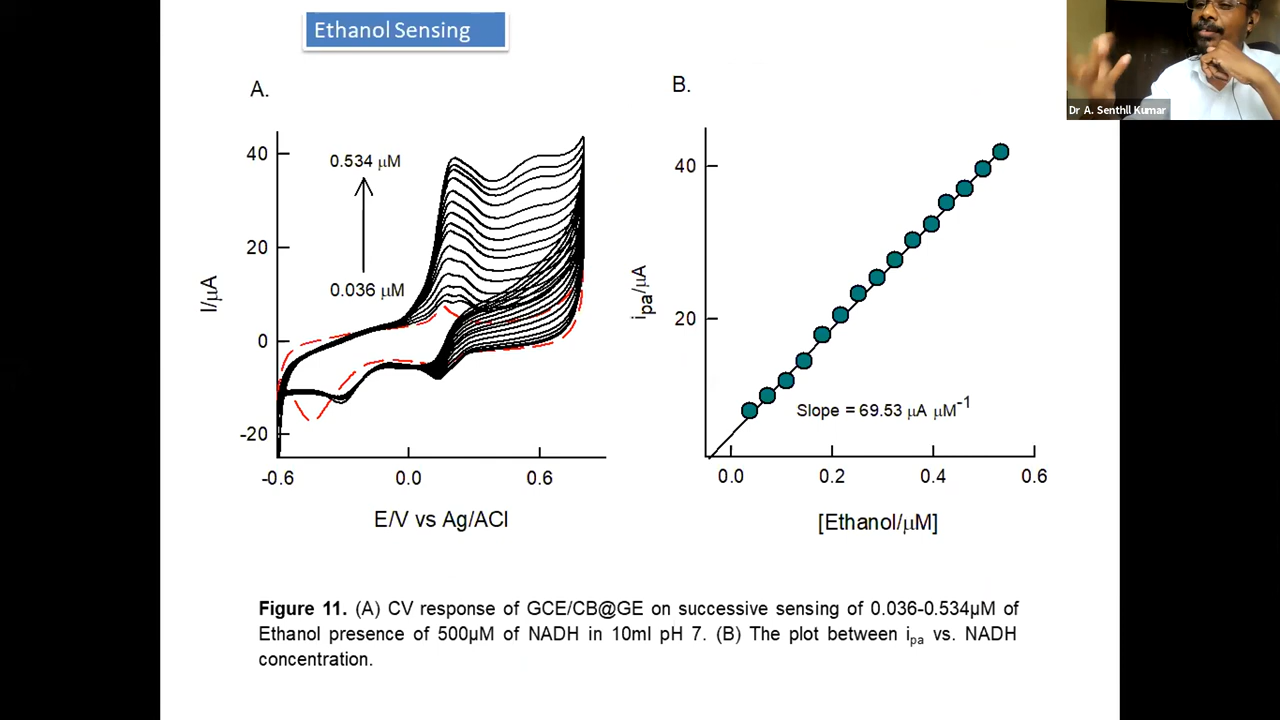 Ethanol Sensing
Dr A. Senthil Kumar
A.
0.534 μM
0.036 μM
40
20
0
-20
I/μA
-0.6
0.0
0.6
E/V vs Ag/ACl
B.
40
20
ipa/μA
Slope = 69.53 μA μM-1
0.0
0.2
0.4
0.6
[Ethanol/μM]
Figure 11. (A) CV response of GCE/CB@GE on successive sensing of 0.036-0.534μM of
Ethanol presence of 500μM of NADH in 10ml pH 7. (B) The plot between ipa vs. NADH
concentration.